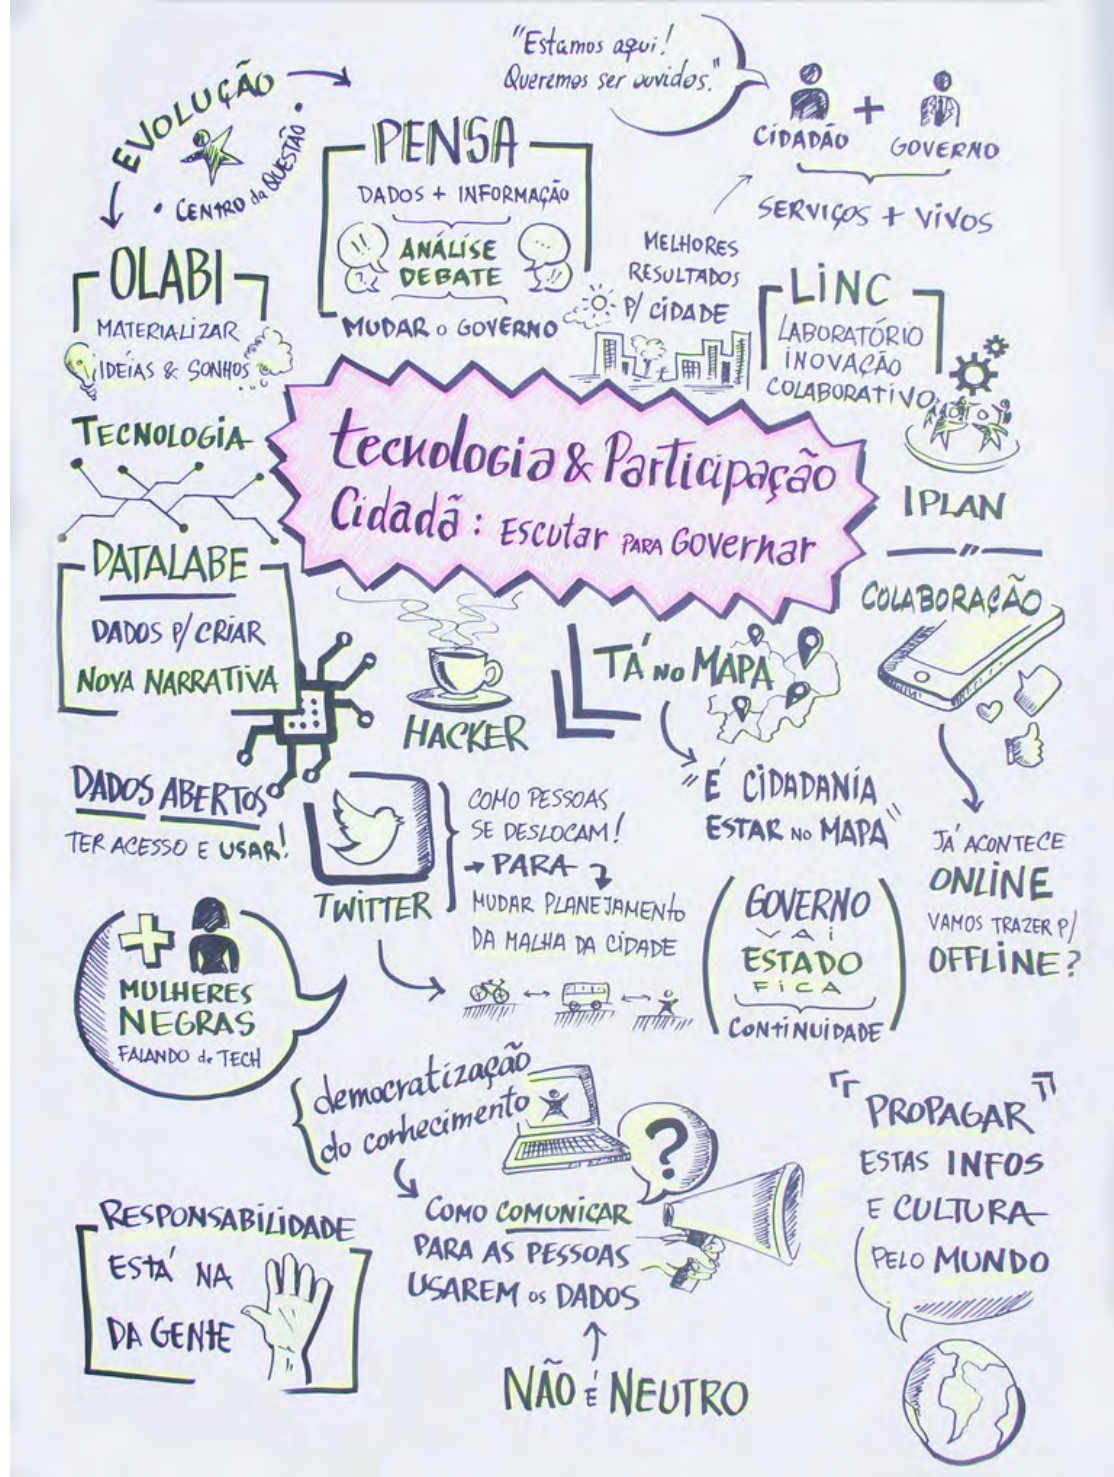 "Estamos aqui!
Queremos ser ouvidos."
CIDADÃO + GOVERNO
SERVIÇOS + VIVOS
EVOLUÇÃO
• CENTRO da QUESTÃO •
PENSA
DADOS + INFORMAÇÃO
ANÁLISE
DEBATE
MUDAR o GOVERNO
MELHORES
RESULTADOS
P/ CIDADE
OLABI
MATERIALIZAR
IDEIAS & SONHOS
LINC
LABORATÓRIO
INOVAÇÃO
COLABORATIVO
IPLAN
TECNOLOGIA
tecnologia & Participação
Cidadã: Escutar PARA Governar
DATALABE
DADOS P/ CRIAR
NOVA NARRATIVA
HACKER
TÁ NO MAPA
"É CIDADANIA
ESTAR NO MAPA"
COLABORAÇÃO
JÁ ACONTECE
ONLINE
VAMOS TRAZER P/
OFFLINE?
DADOS ABERTOS
TER ACESSO E USAR!
TWITTER
COMO PESSOAS
SE DESLOCAM!
PARA
MUDAR PLANEJAMENTO
DA MALHA DA CIDADE
GOVERNO
VAI
ESTADO
FICA
CONTINUIDADE
+
MULHERES
NEGRAS
FALANDO de TECH
democratização
do conhecimento
?
COMO COMUNICAR
PARA AS PESSOAS
USAREM os DADOS
NÃO É NEUTRO
RESPONSABILIDADE
ESTÁ NA
DA GENTE
PROPAGAR
ESTAS INFOS
E CULTURA
PELO MUNDO